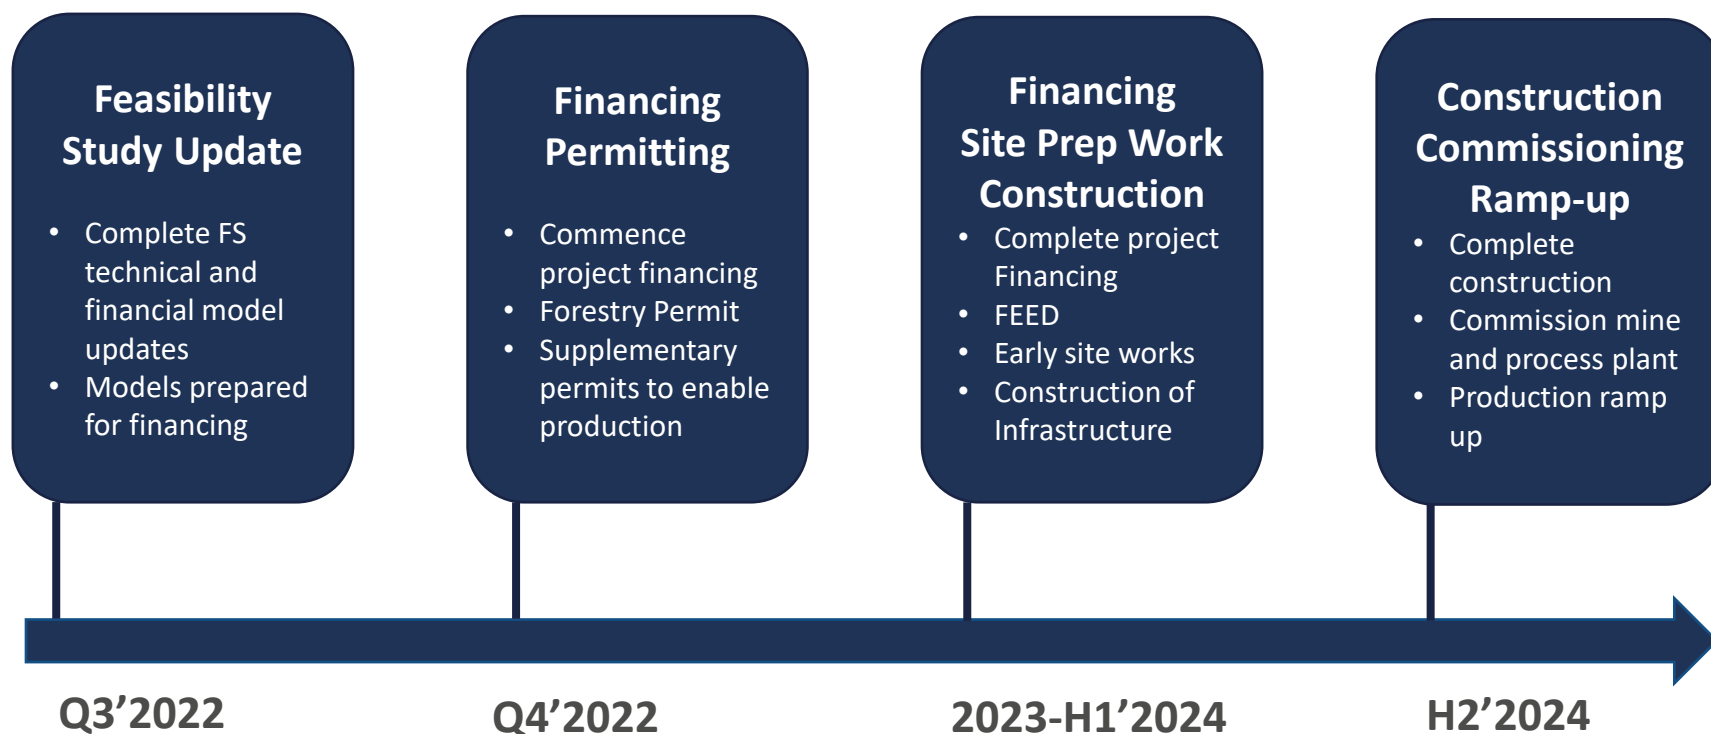 Feasibility
Study Update
• Complete FS
technical and
financial model
updates
• Models prepared
for financing
Financing
Permitting
• Commence
project financing
• Forestry Permit
• Supplementary
permits to enable
production
Financing
Site Prep Work
Construction
• Complete project
Financing
• FEED
• Early site works
• Construction of
Infrastructure
Construction
Commissioning
Ramp-up
• Complete
construction
• Commission mine
and process plant
• Production ramp
up
Q3’2022
Q4’2022
2023-H1’2024
H2’2024